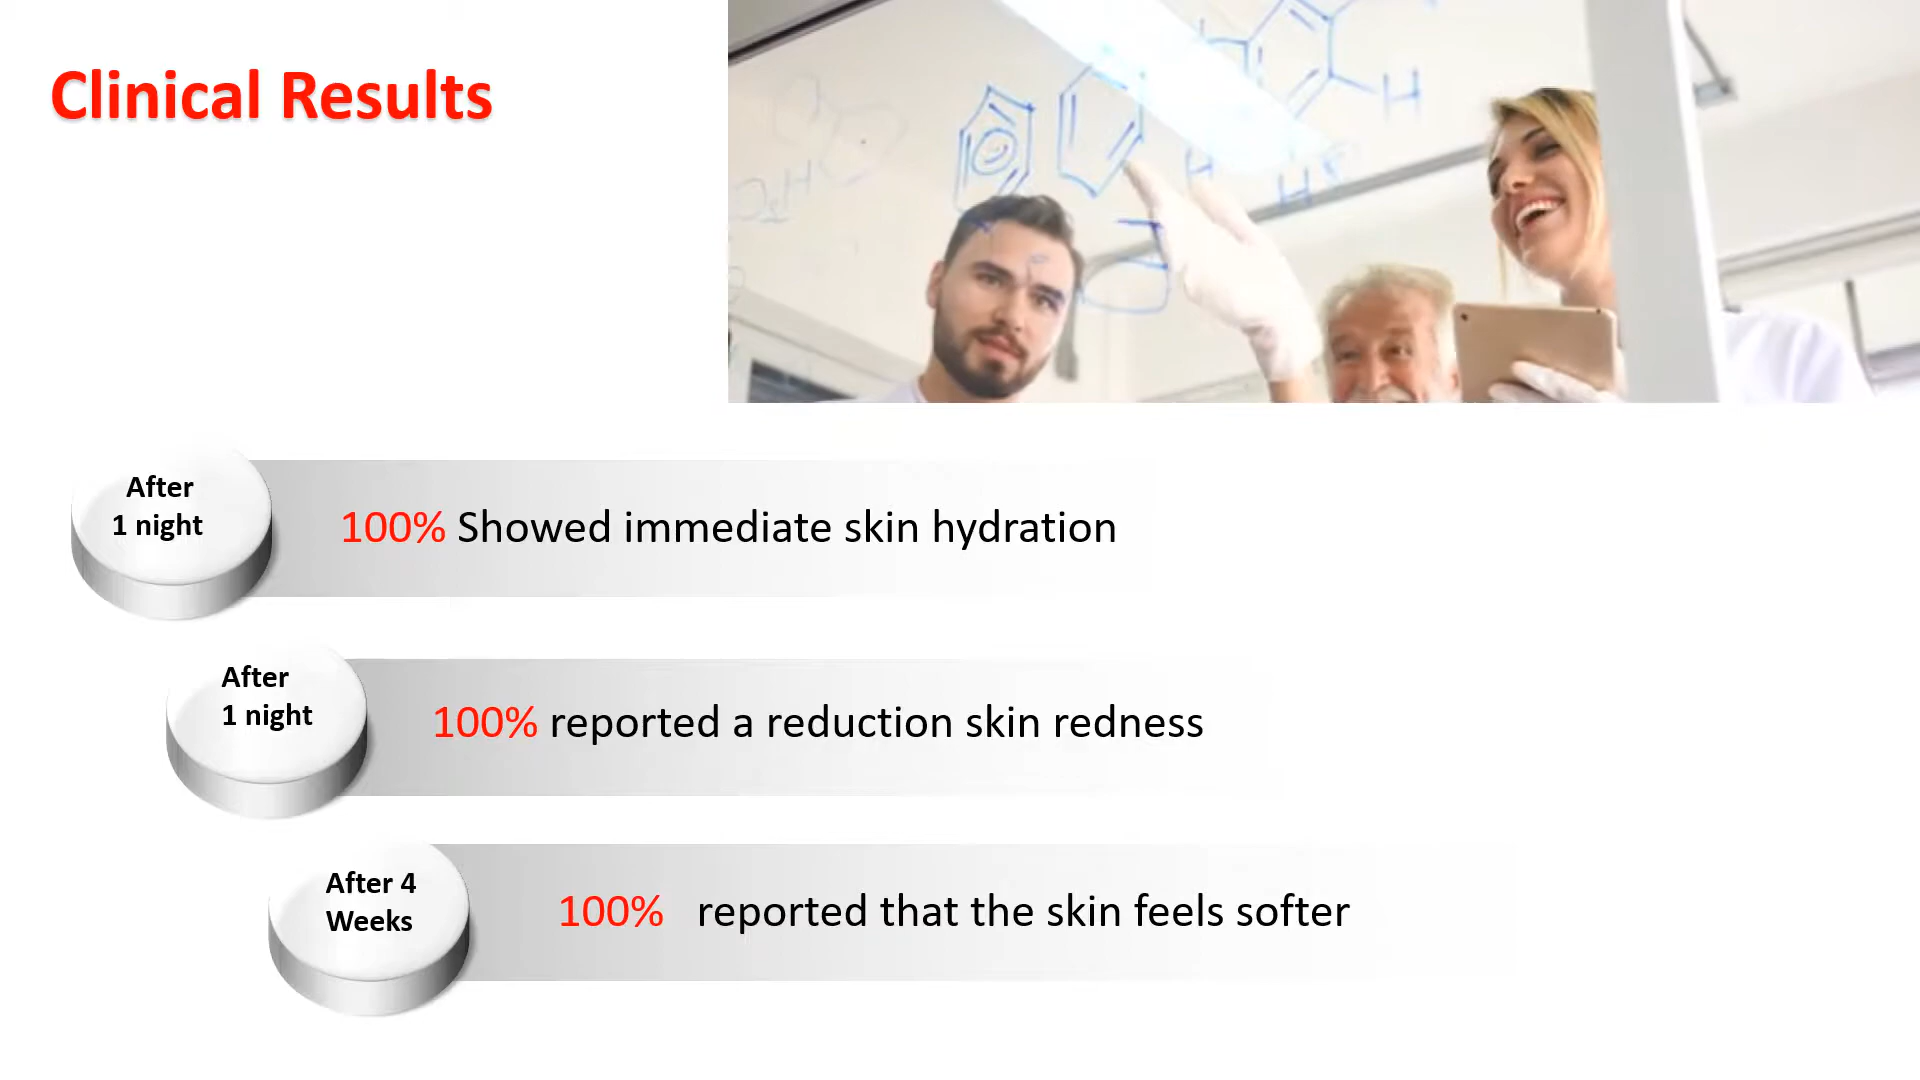 Clinical Results
H
H
H
After
1 night
100% Showed immediate skin hydration
After
1 night
100% reported a reduction skin redness
After 4
Weeks
100% reported that the skin feels softer